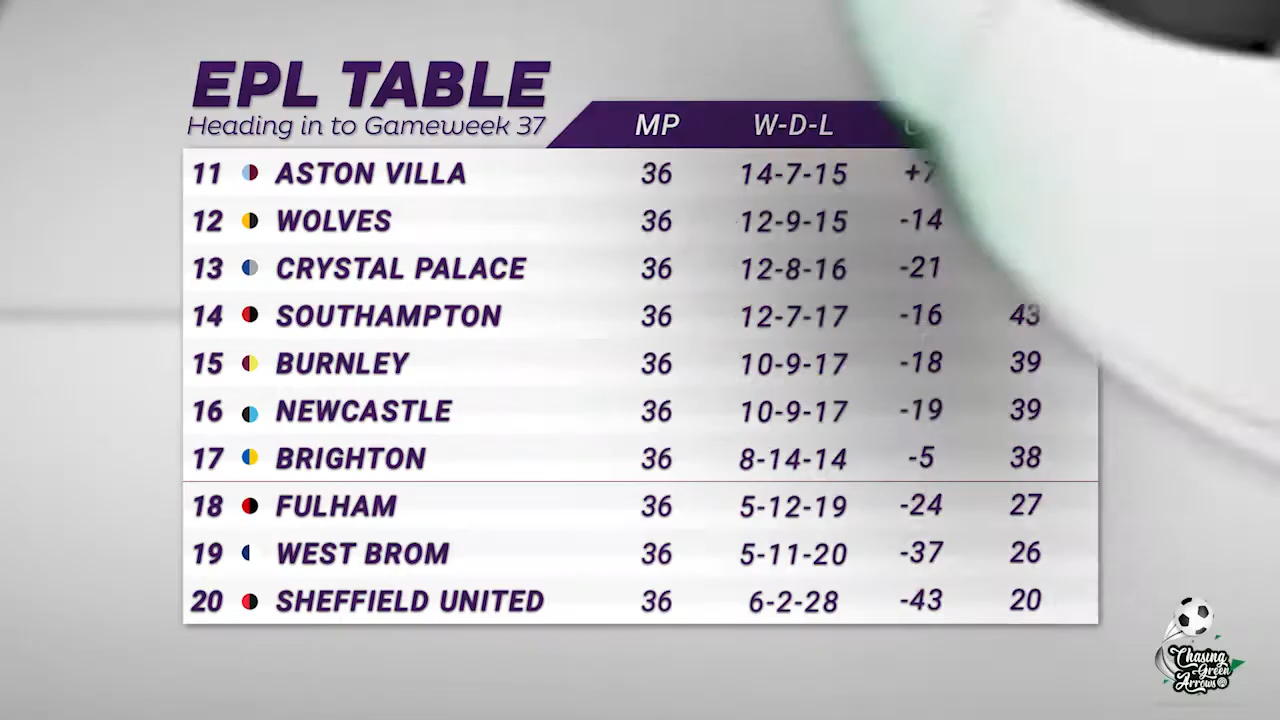 EPL TABLE
Heading in to Gameweek 37
MP W-D-L
11 ASTON VILLA 36 14-7-15 +7
12 WOLVES 36 12-9-15 -14
13 CRYSTAL PALACE 36 12-8-16 -21
14 SOUTHAMPTON 36 12-7-17 -16 43
15 BURNLEY 36 10-9-17 -18 39
16 NEWCASTLE 36 10-9-17 -19 39
17 BRIGHTON 36 8-14-14 -5 38
18 FULHAM 36 5-12-19 -24 27
19 WEST BROM 36 5-11-20 -37 26
20 SHEFFIELD UNITED 36 6-2-28 -43 20
Chasing
Green
Arrows